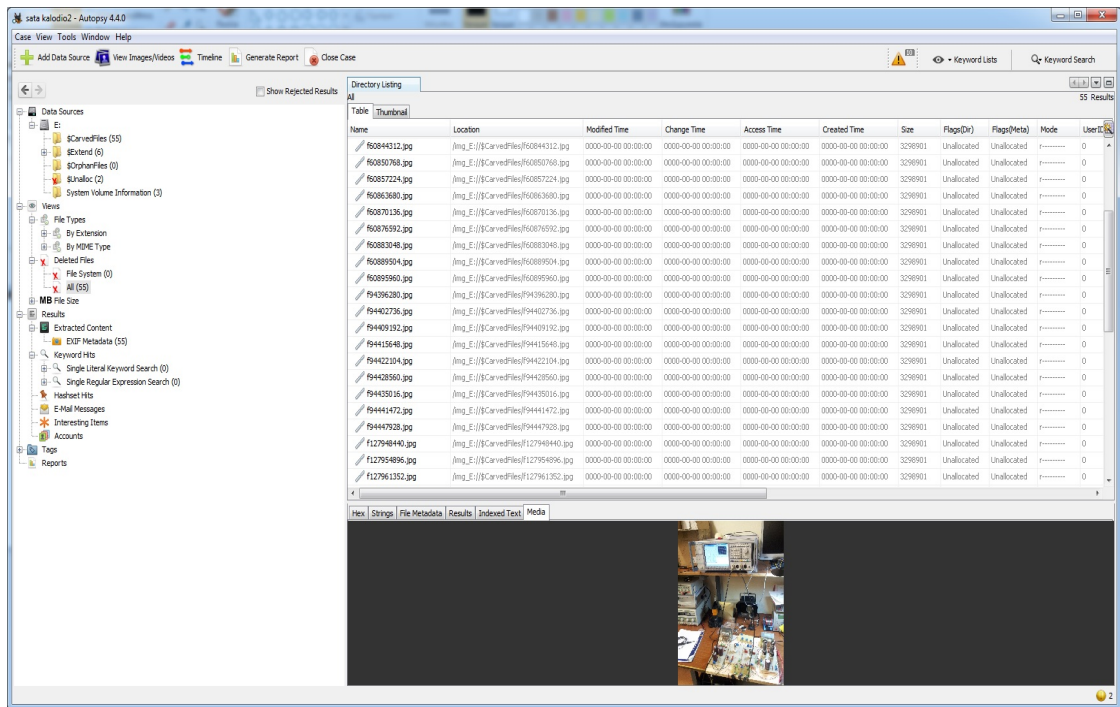 sata kalodio2 - Autopsy 4.4.0
Case View Tools Window Help
Add Data Source View Images/Videos Timeline Generate Report Close Case Keyword Lists Keyword Search
Show Rejected Results
Data Sources
E:
$CarvedFiles (55)
$Extend (6)
$OrphanFiles (0)
$Unalloc (2)
System Volume Information (3)
Views
File Types
By Extension
By MIME Type
Deleted Files
File System (0)
All (55)
MB File Size
Results
Extracted Content
EXIF Metadata (55)
Keyword Hits
Single Literal Keyword Search (0)
Single Regular Expression Search (0)
Hashset Hits
E-Mail Messages
Interesting Items
Accounts
Tags
Reports
Directory Listing
All
55 Results
Table Thumbnail
Name Location Modified Time Change Time Access Time Created Time Size Flags(Dir) Flags(Meta) Mode UserID
f60844312.jpg /img_E://$CarvedFiles/f60844312.jpg 0000-00-00 00:00:00 0000-00-00 00:00:00 0000-00-00 00:00:00 0000-00-00 00:00:00 3298901 Unallocated Unallocated r--------- 0
f60850768.jpg /img_E://$CarvedFiles/f60850768.jpg 0000-00-00 00:00:00 0000-00-00 00:00:00 0000-00-00 00:00:00 0000-00-00 00:00:00 3298901 Unallocated Unallocated r--------- 0
f60857224.jpg /img_E://$CarvedFiles/f60857224.jpg 0000-00-00 00:00:00 0000-00-00 00:00:00 0000-00-00 00:00:00 0000-00-00 00:00:00 3298901 Unallocated Unallocated r--------- 0
f60863680.jpg /img_E://$CarvedFiles/f60863680.jpg 0000-00-00 00:00:00 0000-00-00 00:00:00 0000-00-00 00:00:00 0000-00-00 00:00:00 3298901 Unallocated Unallocated r--------- 0
f60870136.jpg /img_E://$CarvedFiles/f60870136.jpg 0000-00-00 00:00:00 0000-00-00 00:00:00 0000-00-00 00:00:00 0000-00-00 00:00:00 3298901 Unallocated Unallocated r--------- 0
f60876592.jpg /img_E://$CarvedFiles/f60876592.jpg 0000-00-00 00:00:00 0000-00-00 00:00:00 0000-00-00 00:00:00 0000-00-00 00:00:00 3298901 Unallocated Unallocated r--------- 0
f60883048.jpg /img_E://$CarvedFiles/f60883048.jpg 0000-00-00 00:00:00 0000-00-00 00:00:00 0000-00-00 00:00:00 0000-00-00 00:00:00 3298901 Unallocated Unallocated r--------- 0
f60889504.jpg /img_E://$CarvedFiles/f60889504.jpg 0000-00-00 00:00:00 0000-00-00 00:00:00 0000-00-00 00:00:00 0000-00-00 00:00:00 3298901 Unallocated Unallocated r--------- 0
f60895960.jpg /img_E://$CarvedFiles/f60895960.jpg 0000-00-00 00:00:00 0000-00-00 00:00:00 0000-00-00 00:00:00 0000-00-00 00:00:00 3298901 Unallocated Unallocated r--------- 0
f94396280.jpg /img_E://$CarvedFiles/f94396280.jpg 0000-00-00 00:00:00 0000-00-00 00:00:00 0000-00-00 00:00:00 0000-00-00 00:00:00 3298901 Unallocated Unallocated r--------- 0
f94402736.jpg /img_E://$CarvedFiles/f94402736.jpg 0000-00-00 00:00:00 0000-00-00 00:00:00 0000-00-00 00:00:00 0000-00-00 00:00:00 3298901 Unallocated Unallocated r--------- 0
f94409192.jpg /img_E://$CarvedFiles/f94409192.jpg 0000-00-00 00:00:00 0000-00-00 00:00:00 0000-00-00 00:00:00 0000-00-00 00:00:00 3298901 Unallocated Unallocated r--------- 0
f94415648.jpg /img_E://$CarvedFiles/f94415648.jpg 0000-00-00 00:00:00 0000-00-00 00:00:00 0000-00-00 00:00:00 0000-00-00 00:00:00 3298901 Unallocated Unallocated r--------- 0
f94422104.jpg /img_E://$CarvedFiles/f94422104.jpg 0000-00-00 00:00:00 0000-00-00 00:00:00 0000-00-00 00:00:00 0000-00-00 00:00:00 3298901 Unallocated Unallocated r--------- 0
f94428560.jpg /img_E://$CarvedFiles/f94428560.jpg 0000-00-00 00:00:00 0000-00-00 00:00:00 0000-00-00 00:00:00 0000-00-00 00:00:00 3298901 Unallocated Unallocated r--------- 0
f94435016.jpg /img_E://$CarvedFiles/f94435016.jpg 0000-00-00 00:00:00 0000-00-00 00:00:00 0000-00-00 00:00:00 0000-00-00 00:00:00 3298901 Unallocated Unallocated r--------- 0
f94441472.jpg /img_E://$CarvedFiles/f94441472.jpg 0000-00-00 00:00:00 0000-00-00 00:00:00 0000-00-00 00:00:00 0000-00-00 00:00:00 3298901 Unallocated Unallocated r--------- 0
f94447928.jpg /img_E://$CarvedFiles/f94447928.jpg 0000-00-00 00:00:00 0000-00-00 00:00:00 0000-00-00 00:00:00 0000-00-00 00:00:00 3298901 Unallocated Unallocated r--------- 0
f127948440.jpg /img_E://$CarvedFiles/f127948440.jpg 0000-00-00 00:00:00 0000-00-00 00:00:00 0000-00-00 00:00:00 0000-00-00 00:00:00 3298901 Unallocated Unallocated r--------- 0
f127954896.jpg /img_E://$CarvedFiles/f127954896.jpg 0000-00-00 00:00:00 0000-00-00 00:00:00 0000-00-00 00:00:00 0000-00-00 00:00:00 3298901 Unallocated Unallocated r--------- 0
f127961352.jpg /img_E://$CarvedFiles/f127961352.jpg 0000-00-00 00:00:00 0000-00-00 00:00:00 0000-00-00 00:00:00 0000-00-00 00:00:00 3298901 Unallocated Unallocated r--------- 0
Hex Strings File Metadata Results Indexed Text Media
2